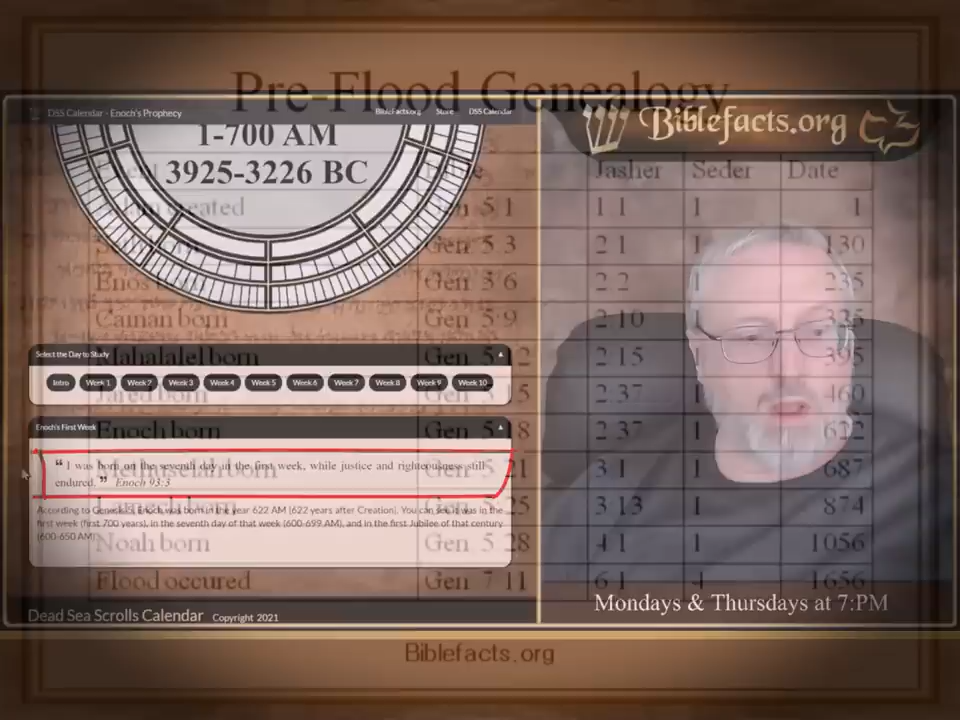 Pre-Flood Genealogy
DSS Calendar - Enoch's Prophecy
BibleFacts.org Store DSS Calendar
Biblefacts.org
1-700 AM
3925-3226 BC
Jasher Seder Date
created Gen 5 1 1 1 1 1
Gen 5 3 2 1 1 130
Gen 5 6 2 2 235
Cainan born Gen 5 9 2 10
Select the Day to Study
Mahalalel born Gen 5 12 2 15 395
Intro Week 1 Week 2 Week 3 Week 4 Week 5 Week 6 Week 7 Week 8 Week 9 Week 10
Jared born 15 2 37 460
Enoch's First Week
Enoch born Gen 5 18 2 37 622
Methuselah born 21 3 1 687
“ I was born on the seventh day in the first week, while justice and righteousness still
endured. ” Enoch 93:3
Gen 5 25 3 13 874
According to Genesis 5, Enoch was born in the year 622 AM (622 years after Creation). You can see it was in the
first week (first 700 years), in the seventh day of that week (600-699 AM), and in the first Jubilee of that century
(600-650 AM).
Noah born Gen 5 28 4 1 1 1056
Flood occured Gen 7 11 6 1 4 1656
Dead Sea Scrolls Calendar Copyright 2021
Mondays & Thursdays at 7:PM
Biblefacts.org